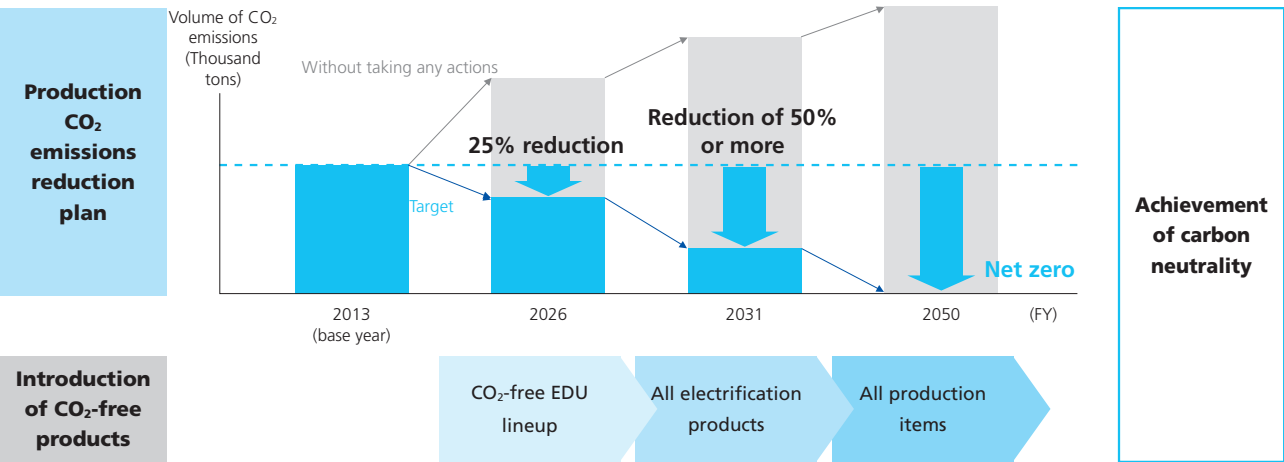 Production
CO₂
emissions
reduction
plan
Volume of CO₂
emissions
(Thousand
tons)
Without taking any actions
25% reduction
Reduction of 50%
or more
Target
Net zero
2013
(base year)
2026
2031
2050
(FY)
Achievement
of carbon
neutrality
Introduction
of CO₂-free
products
CO₂-free EDU
lineup
All electrification
products
All production
items